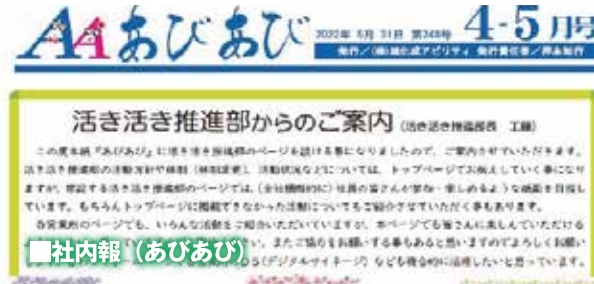 AAあびあび
2022年 5月 31日 第248号
4-5月号
発行/(株)旭化成アビリティ 発行責任者/
活き活き推進部からのご案内 (活き活き推進部長 工藤)
この度本紙『あびあび』に活き活き推進部のページを設ける事になりましたので、ご案内させていただきます。
活き活き推進部の活動方針や体制(体制変更)、活動状況などについては、トップページでお伝えしていく事になり
ますが、常設する活き活き推進部のページでは、(全社横断的に)社員の皆さんが参加・楽しめるような紙面を目指し
ています。もちろんトップページに掲載できなかった活動についてもご紹介させていただく事もあります。
各営業所のページでも、いろんな活動をご紹介いただいていますが、本ページでも皆さんに楽しんでいただける
い。またご協力をお願いする事もあると思いますのでよろしくお願い
S(デジタルサイネージ)なども複合的に活用したいと思っています。
■社内報(あびあび)